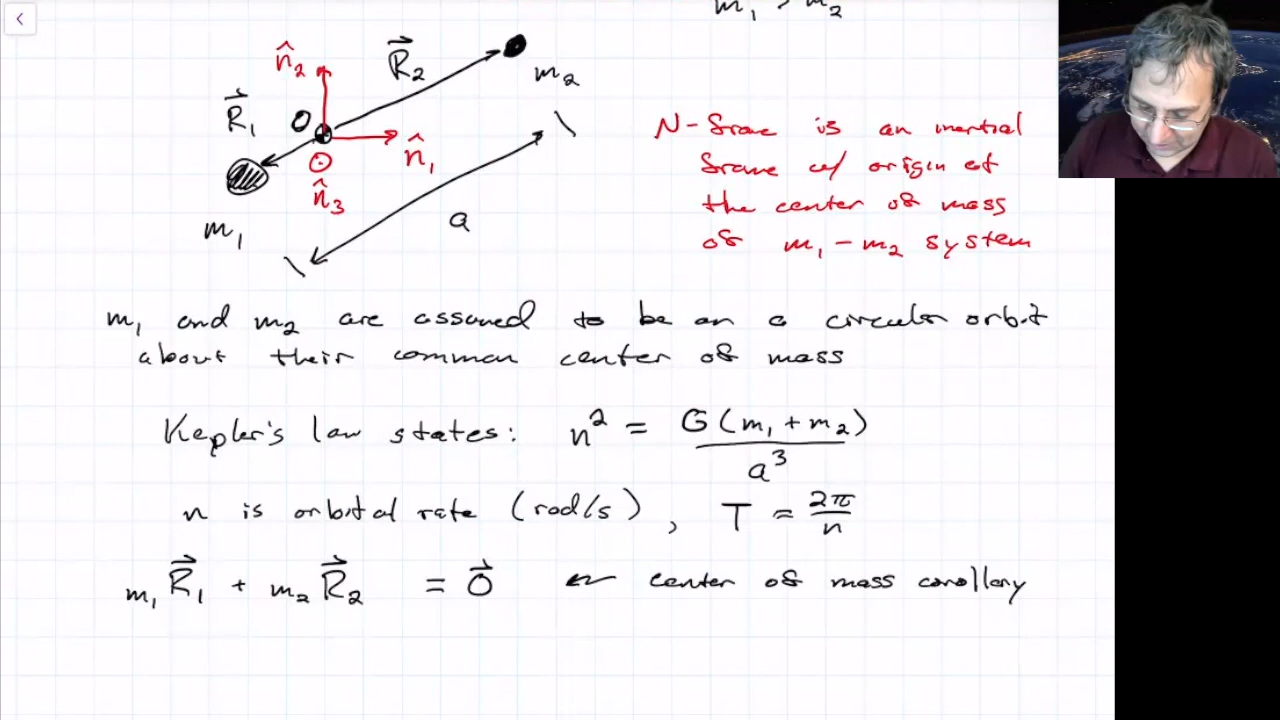 m₁ > m₂
n̂₂
R⃗₂
m₂
R⃗₁
O
n̂₁
n̂₃
m₁
a
N-frame is an inertial
frame w/ origin at
the center of mass
of m₁-m₂ system
m₁ and m₂ are assumed to be an a circular orbit
about their common center of mass
Kepler's law states: n² = G(m₁ + m₂) / a³
n is orbital rate (rad/s), T = 2π / n
m₁R⃗₁ + m₂R⃗₂ = 0⃗ ← center of mass corollary